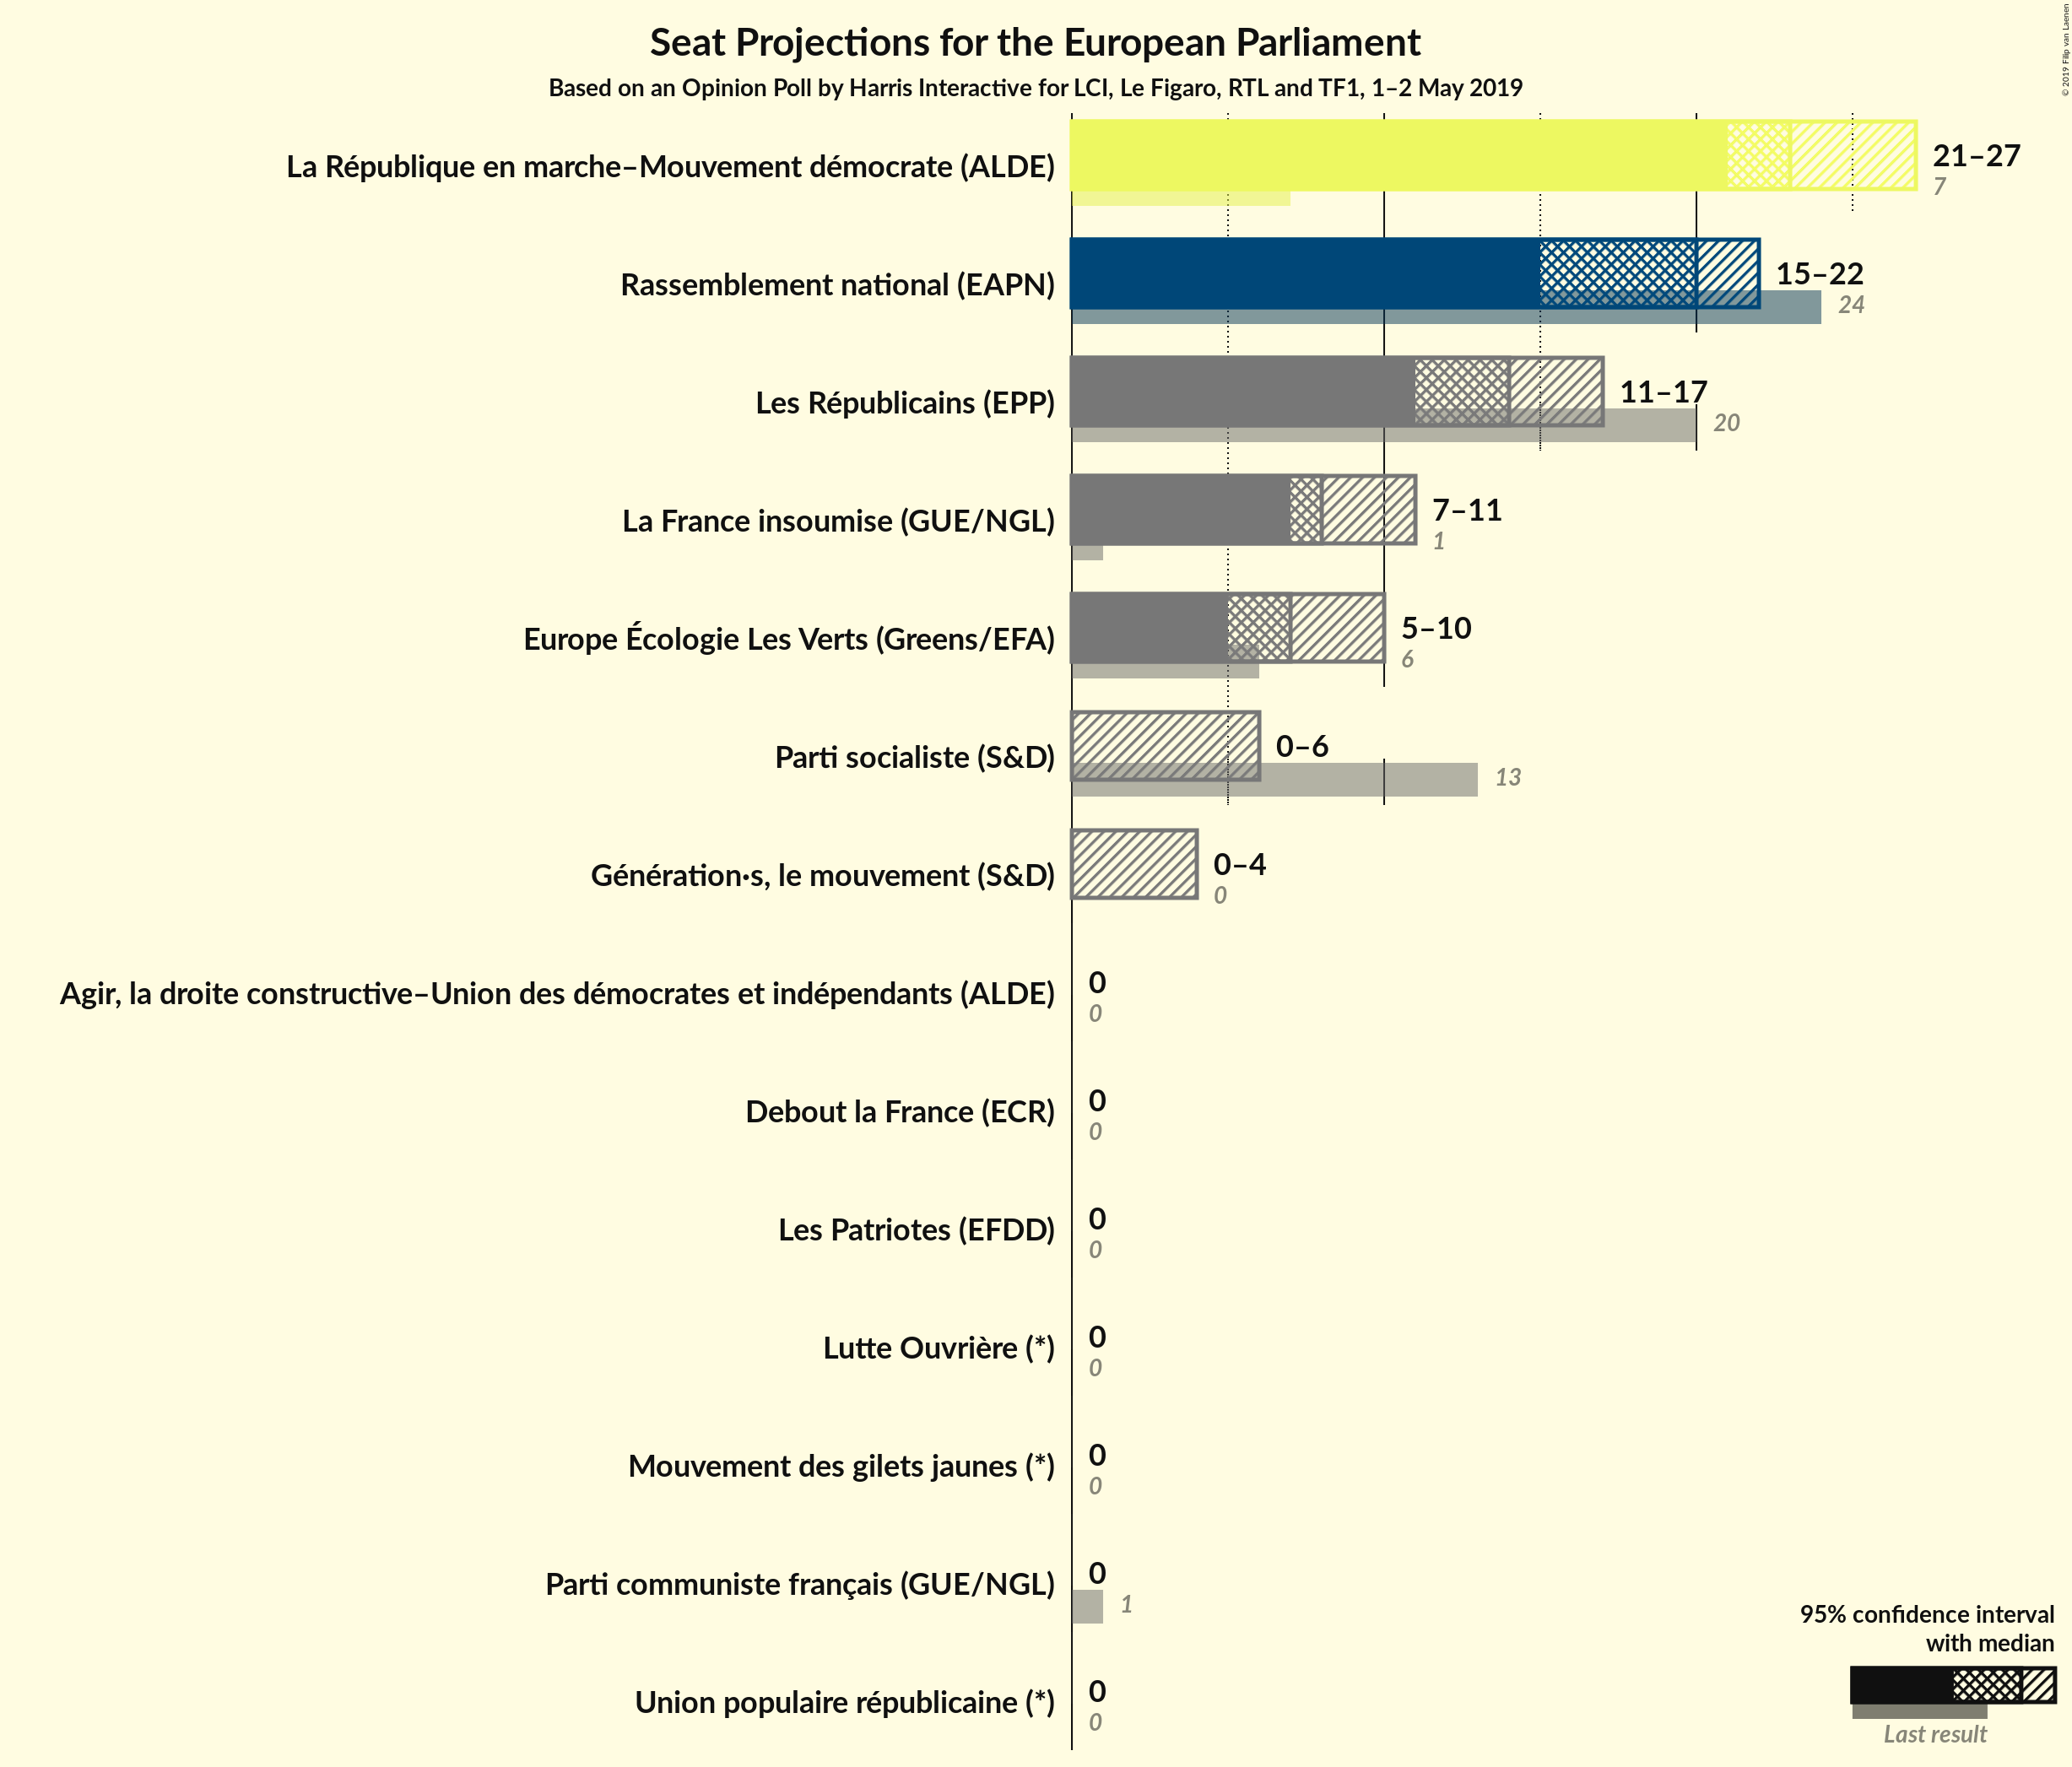 Seat Projections for the European Parliament
Based on an Opinion Poll by Harris Interactive for LCI, Le Figaro, RTL and TF1, 1–2 May 2019
© 2019 Filip van Laenen
La République en marche–Mouvement démocrate (ALDE)
21–27
7
Rassemblement national (EAPN)
15–22
24
Les Républicains (EPP)
11–17
20
La France insoumise (GUE/NGL)
7–11
1
Europe Écologie Les Verts (Greens/EFA)
5–10
6
Parti socialiste (S&D)
0–6
13
Génération·s, le mouvement (S&D)
0–4
0
Agir, la droite constructive–Union des démocrates et indépendants (ALDE)
0
0
Debout la France (ECR)
0
0
Les Patriotes (EFDD)
0
0
Lutte Ouvrière (*)
0
0
Mouvement des gilets jaunes (*)
0
0
Parti communiste français (GUE/NGL)
0
1
Union populaire républicaine (*)
0
0
95% confidence interval
with median
Last result